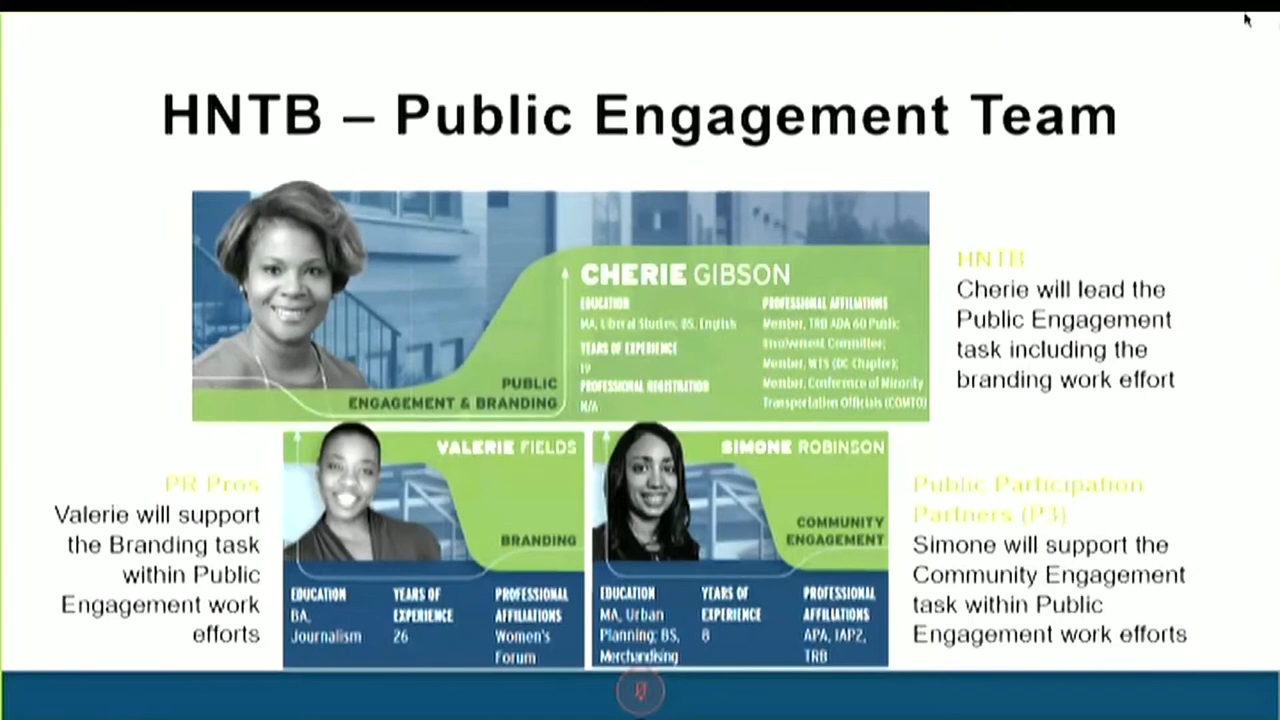 HNTB – Public Engagement Team
CHERIE GIBSON
EDUCATION
MA, Liberal Studies; BS, English
YEARS OF EXPERIENCE
19
PROFESSIONAL REGISTRATION
N/A
PROFESSIONAL AFFILIATIONS
Member, TRB ADA 60 Public
Involvement Committee;
Member, WTS (DC Chapter);
Member, Conference of Minority
Transportation Officials (COMTO)
PUBLIC
ENGAGEMENT & BRANDING
HNTB
Cherie will lead the
Public Engagement
task including the
branding work effort
PR Pros
Valerie will support
the Branding task
within Public
Engagement work
efforts
VALERIE FIELDS
BRANDING
EDUCATION
BA,
Journalism
YEARS OF
EXPERIENCE
26
PROFESSIONAL
AFFILIATIONS
Women's
Forum
SIMONE ROBINSON
COMMUNITY
ENGAGEMENT
EDUCATION
MA, Urban
Planning; BS,
Merchandising
YEARS OF
EXPERIENCE
8
PROFESSIONAL
AFFILIATIONS
APA, IAP2,
TRB
Public Participation
Partners (P3)
Simone will support the
Community Engagement
task within Public
Engagement work efforts